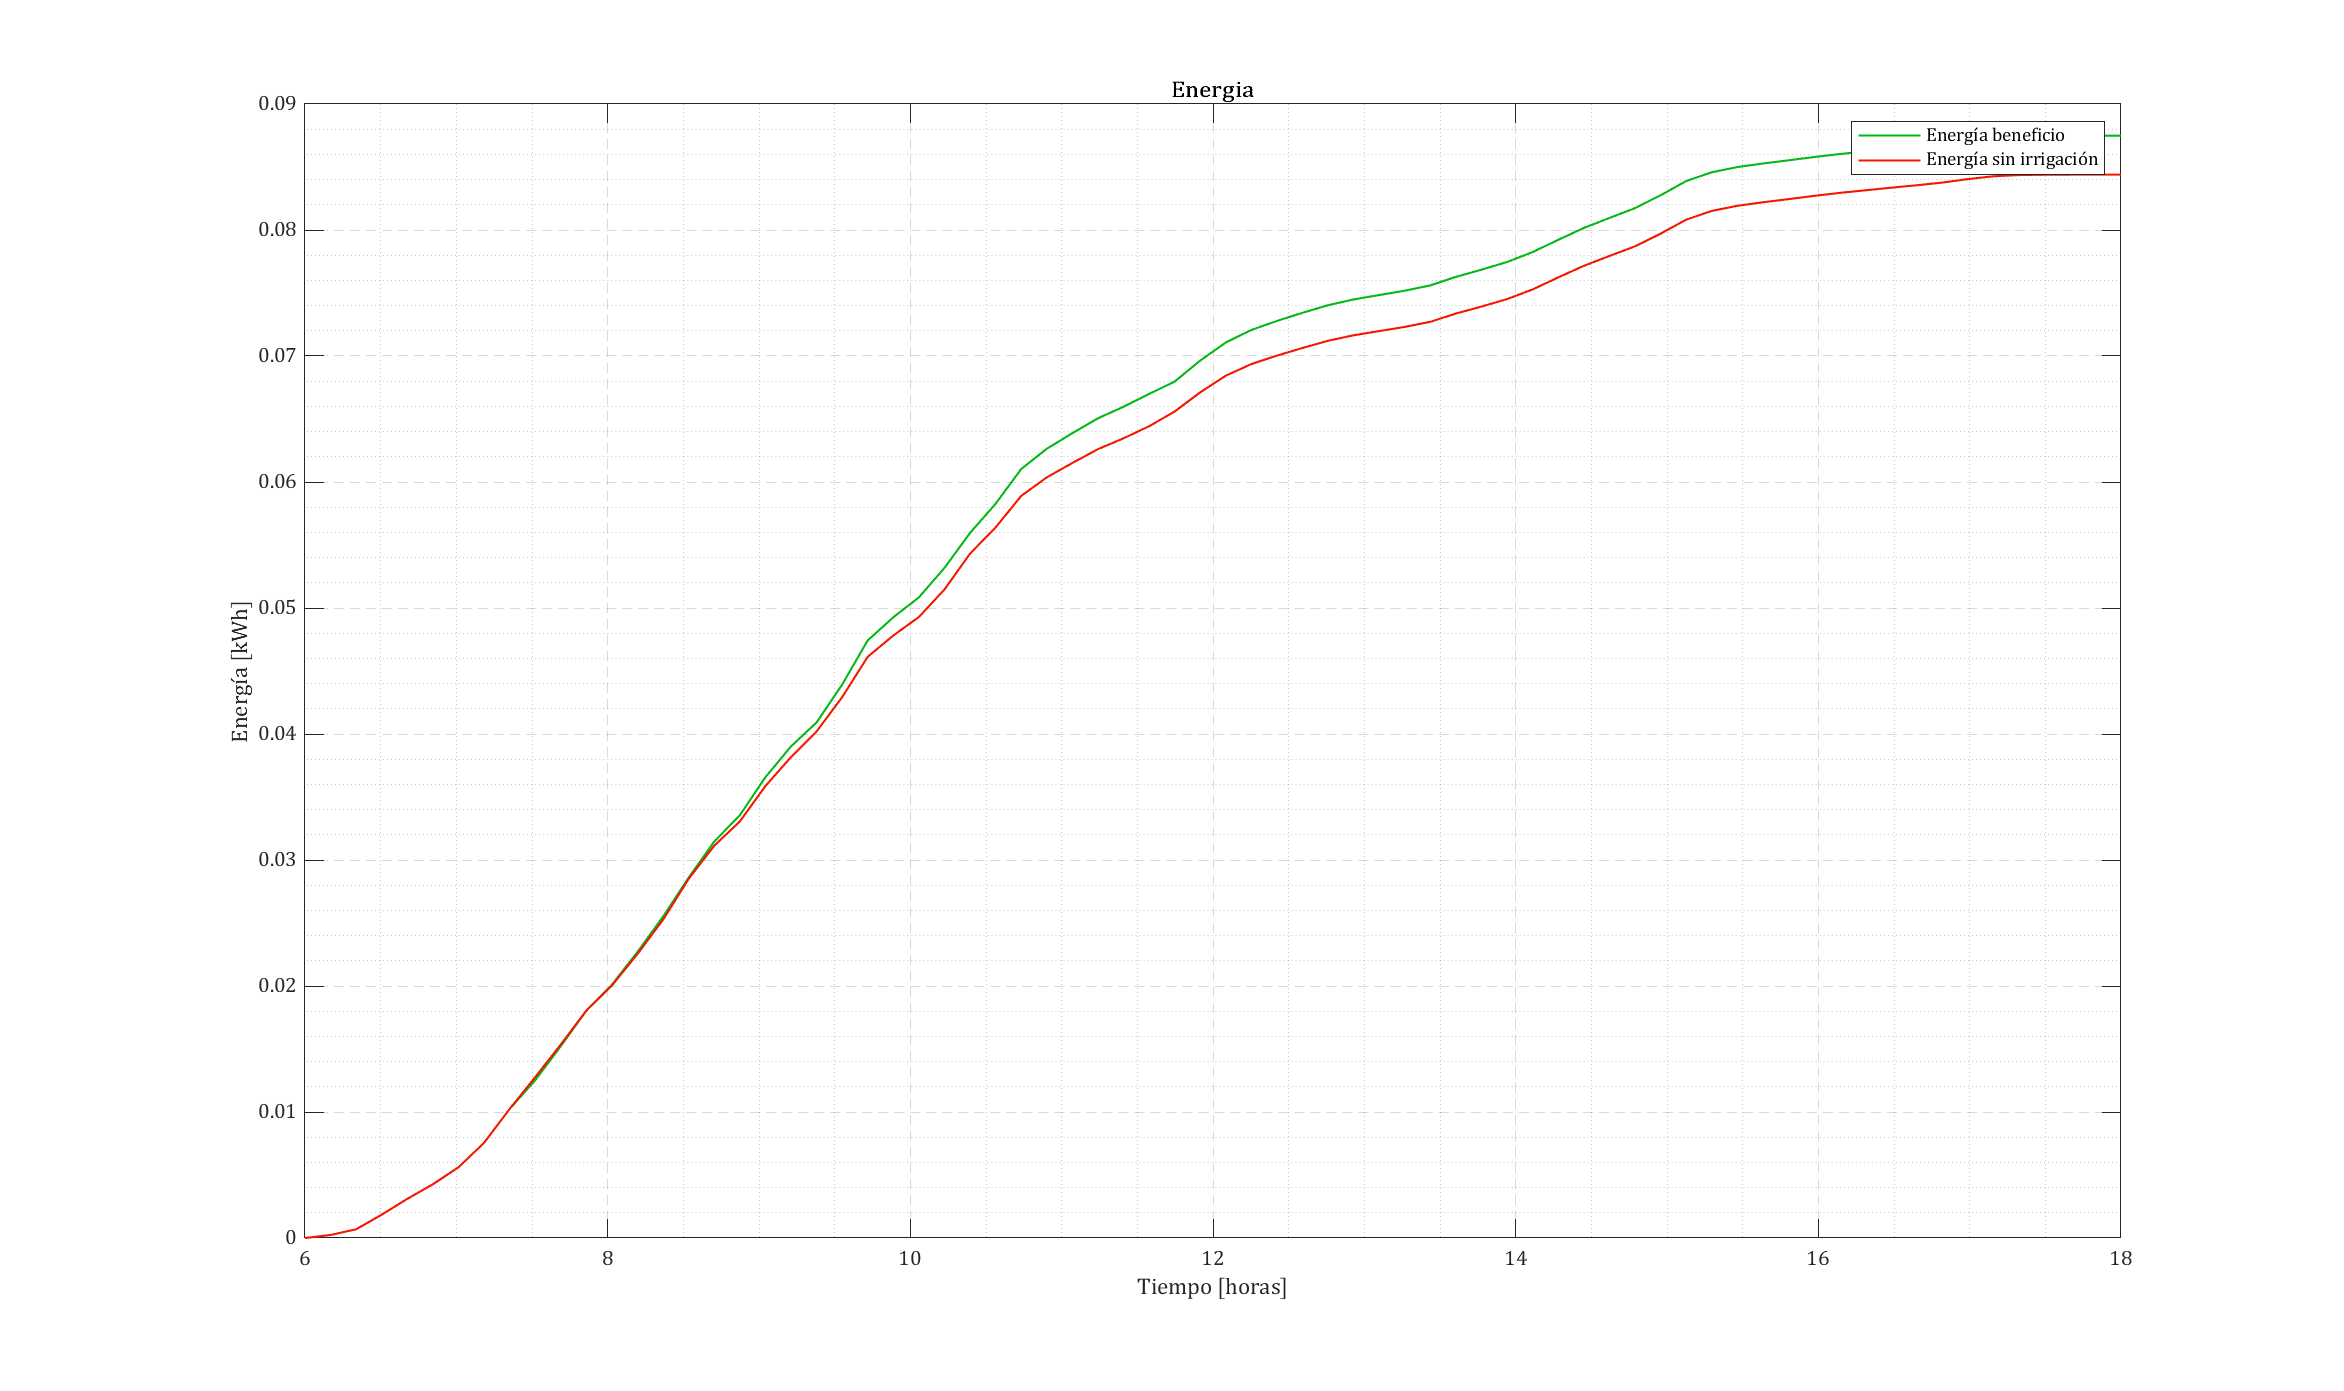 Energia
0.09
0.08
0.07
0.06
0.05
0.04
0.03
0.02
0.01
0
Energía [kWh]
Energía beneficio
Energía sin irrigación
6 8 10 12 14 16 18
Tiempo [horas]